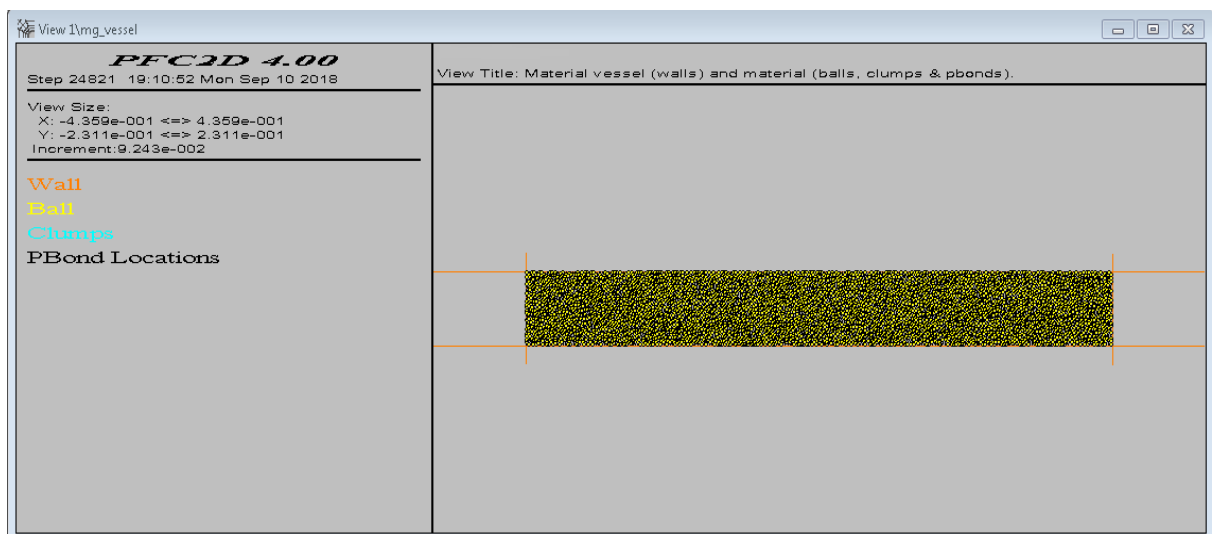 View 1\mg_vessel
PFC2D 4.00
Step 24821  19:10:52 Mon Sep 10 2018
View Size:
X: -4.359e-001 <=> 4.359e-001
Y: -2.311e-001 <=> 2.311e-001
Increment:9.243e-002
Wall
Ball
Clumps
PBond Locations
View Title: Material vessel (walls) and material (balls, clumps & pbonds).